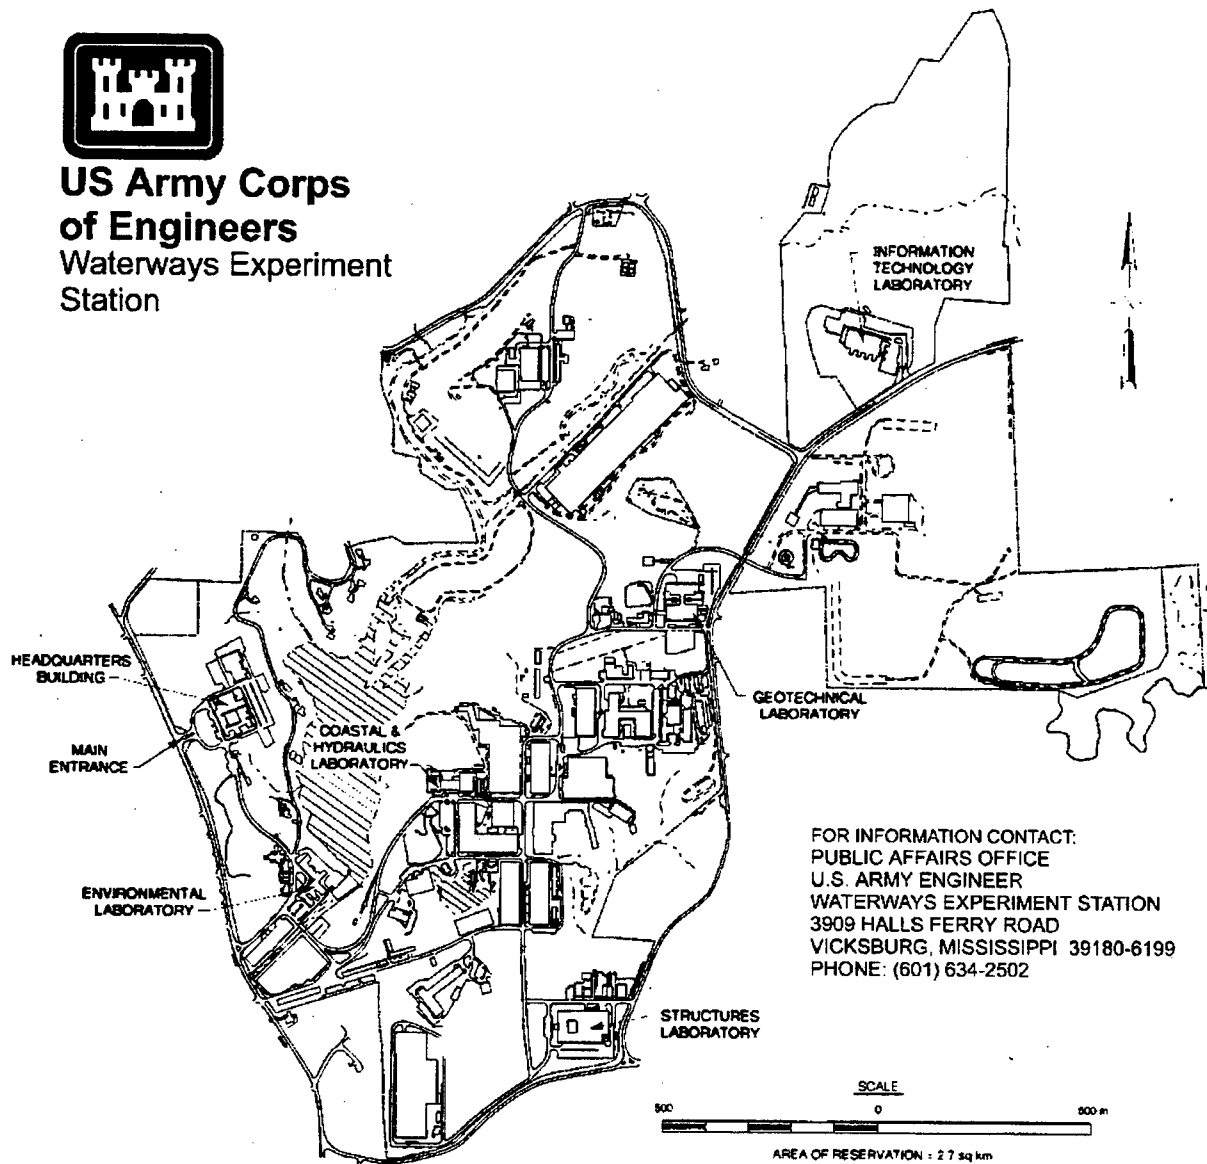 US Army Corps
of Engineers
Waterways Experiment
Station
INFORMATION
TECHNOLOGY
LABORATORY
HEADQUARTERS
BUILDING
MAIN
ENTRANCE
COASTAL &
HYDRAULICS
LABORATORY
GEOTECHNICAL
LABORATORY
ENVIRONMENTAL
LABORATORY
FOR INFORMATION CONTACT:
PUBLIC AFFAIRS OFFICE
U.S. ARMY ENGINEER
WATERWAYS EXPERIMENT STATION
3909 HALLS FERRY ROAD
VICKSBURG, MISSISSIPPI 39180-6199
PHONE: (601) 634-2502
STRUCTURES
LABORATORY
SCALE
500 0 500 m
AREA OF RESERVATION = 2.7 sq km